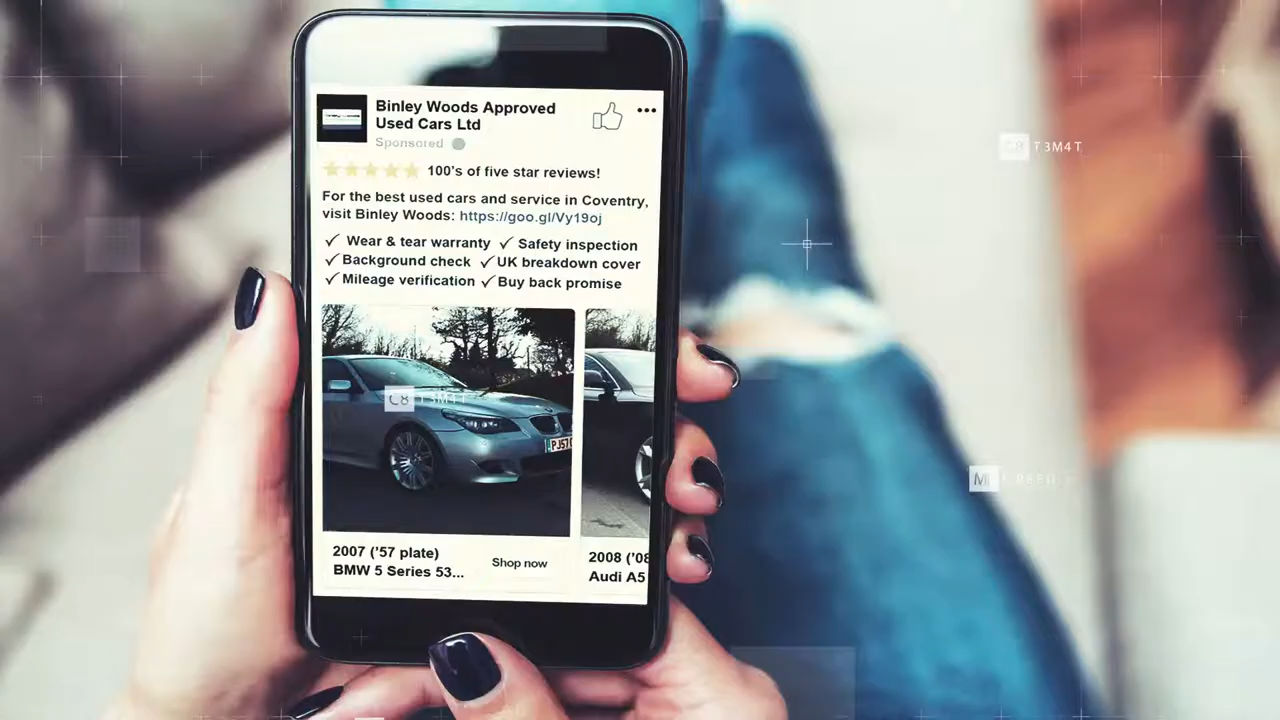 Binley Woods Approved
Used Cars Ltd
Sponsored
100's of five star reviews!
For the best used cars and service in Coventry,
visit Binley Woods: https://goo.gl/Vy19oj
✓ Wear & tear warranty ✓ Safety inspection
✓ Background check ✓ UK breakdown cover
✓ Mileage verification ✓ Buy back promise
2007 ('57 plate)
BMW 5 Series 53...
Shop now
2008 ('08
Audi A5
T3M4T